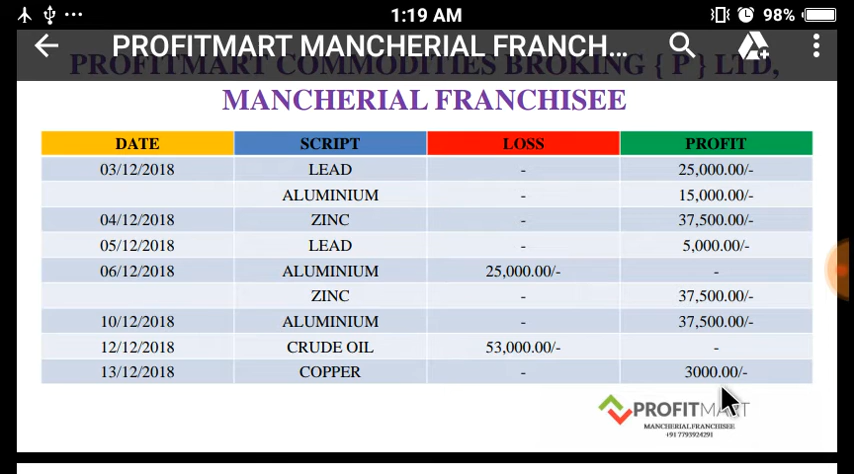 1:19 AM 98%
PROFITMART MANCHERIAL FRANCH...
PROFITMART COMMODITIES BROKING { P } LTD,
MANCHERIAL FRANCHISEE
DATE SCRIPT LOSS PROFIT
03/12/2018 LEAD - 25,000.00/-
ALUMINIUM - 15,000.00/-
04/12/2018 ZINC - 37,500.00/-
05/12/2018 LEAD - 5,000.00/-
06/12/2018 ALUMINIUM 25,000.00/- -
ZINC - 37,500.00/-
10/12/2018 ALUMINIUM - 37,500.00/-
12/12/2018 CRUDE OIL 53,000.00/- -
13/12/2018 COPPER - 3000.00/-
PROFITMART
MANCHERIAL FRANCHISEE
+91 7793924291